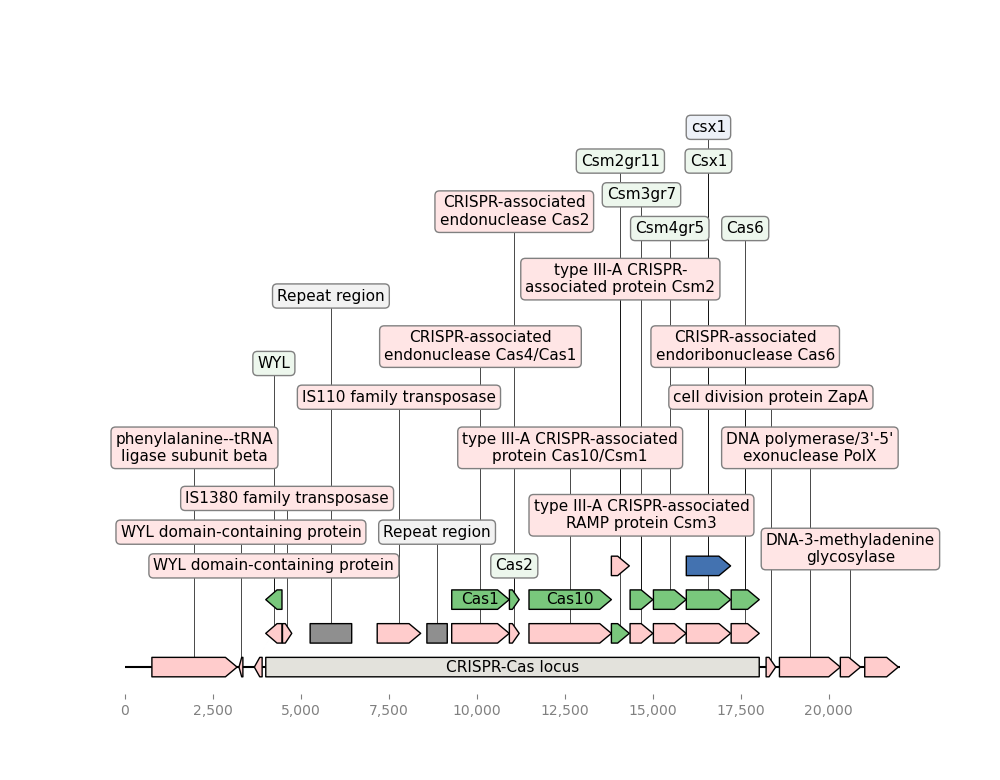 csx1
Csm2gr11
Csx1
Csm3gr7
CRISPR-associated
endonuclease Cas2
Csm4gr5
Cas6
type III-A CRISPR-
associated protein Csm2
Repeat region
CRISPR-associated
endonuclease Cas4/Cas1
CRISPR-associated
endoribonuclease Cas6
WYL
IS110 family transposase
cell division protein ZapA
phenylalanine--tRNA
ligase subunit beta
type III-A CRISPR-associated
protein Cas10/Csm1
DNA polymerase/3'-5'
exonuclease PolX
IS1380 family transposase
type III-A CRISPR-associated
RAMP protein Csm3
WYL domain-containing protein
Repeat region
DNA-3-methyladenine
glycosylase
WYL domain-containing protein
Cas2
Cas1
Cas10
CRISPR-Cas locus
0
2,500
5,000
7,500
10,000
12,500
15,000
17,500
20,000